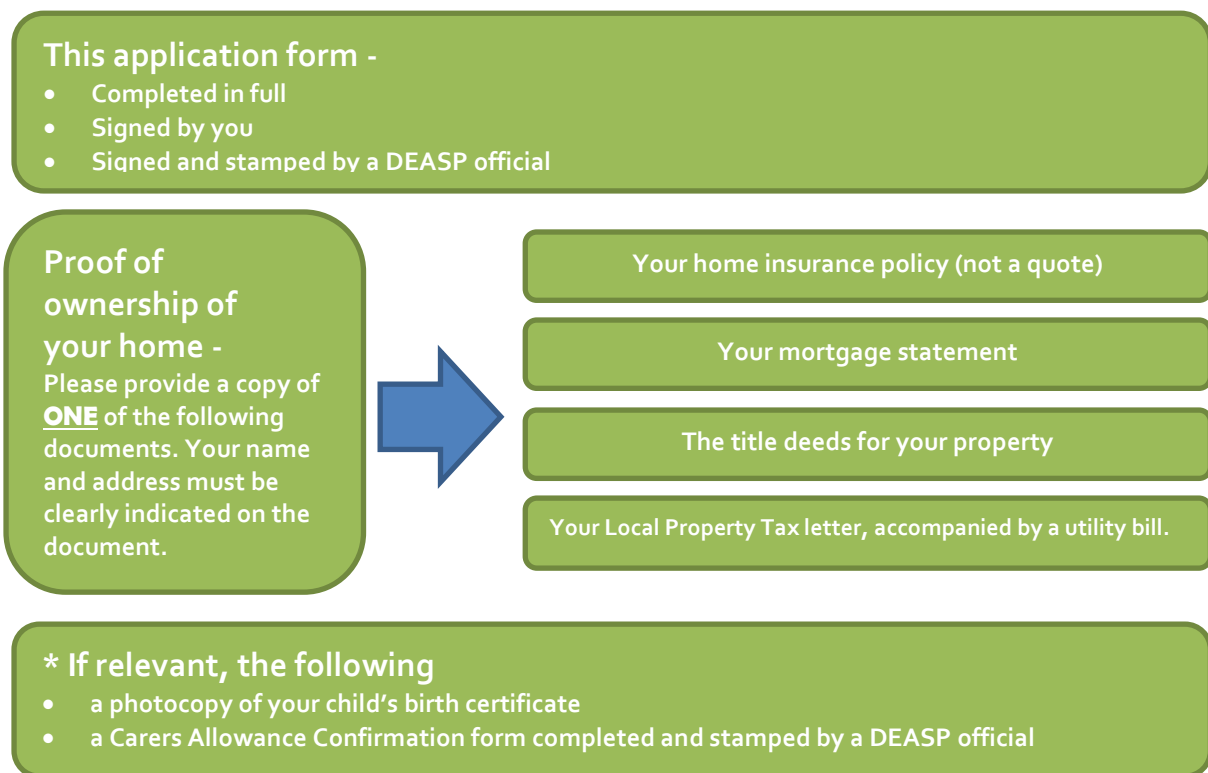 This application form -
• Completed in full
• Signed by you
• Signed and stamped by a DEASP official
Proof of
ownership of
your home -
Please provide a copy of
ONE of the following
documents. Your name
and address must be
clearly indicated on the
document.
Your home insurance policy (not a quote)
Your mortgage statement
The title deeds for your property
Your Local Property Tax letter, accompanied by a utility bill.
* If relevant, the following
• a photocopy of your child’s birth certificate
• a Carers Allowance Confirmation form completed and stamped by a DEASP official